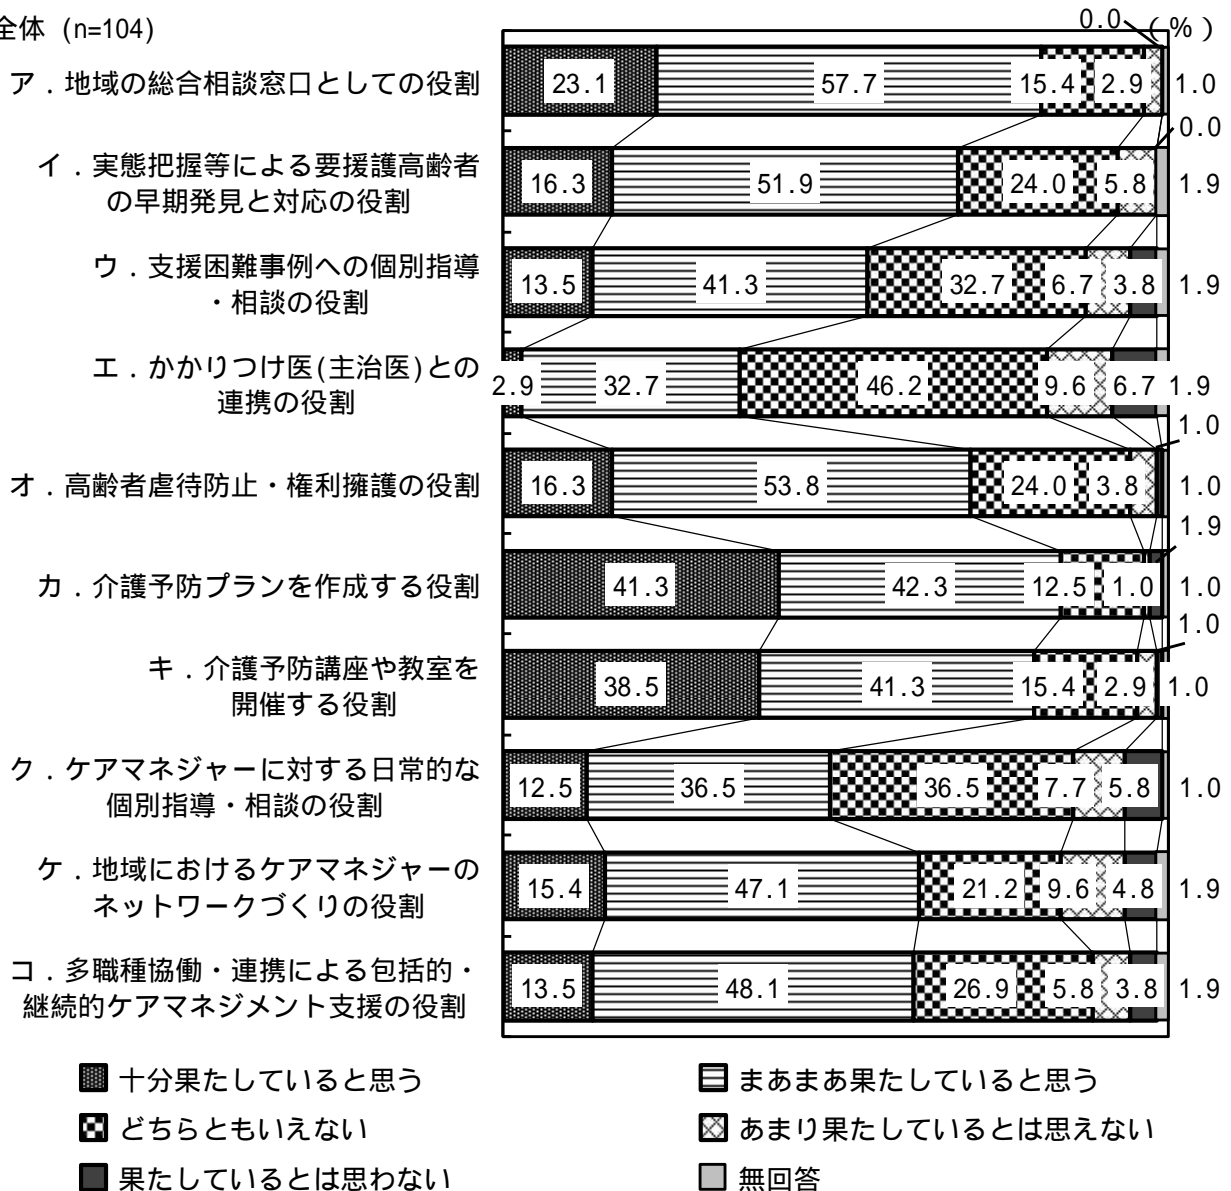 全体 (n=104)
0.0 (%)
ア．地域の総合相談窓口としての役割 23.1 57.7 15.4 2.9 1.0
0.0
イ．実態把握等による要援護高齢者
の早期発見と対応の役割
16.3 51.9 24.0 5.8 1.9
ウ．支援困難事例への個別指導
・相談の役割
13.5 41.3 32.7 6.7 3.8 1.9
エ．かかりつけ医(主治医)との
連携の役割
2.9 32.7 46.2 9.6 6.7 1.9
1.0
オ．高齢者虐待防止・権利擁護の役割 16.3 53.8 24.0 3.8 1.0
1.9
カ．介護予防プランを作成する役割 41.3 42.3 12.5 1.0 1.0
1.0
キ．介護予防講座や教室を
開催する役割
38.5 41.3 15.4 2.9 1.0
ク．ケアマネジャーに対する日常的な
個別指導・相談の役割
12.5 36.5 36.5 7.7 5.8 1.0
ケ．地域におけるケアマネジャーの
ネットワークづくりの役割
15.4 47.1 21.2 9.6 4.8 1.9
コ．多職種協働・連携による包括的・
継続的ケアマネジメント支援の役割
13.5 48.1 26.9 5.8 3.8 1.9
十分果たしていると思う
まあまあ果たしていると思う
どちらともいえない
あまり果たしているとは思えない
果たしているとは思わない
無回答